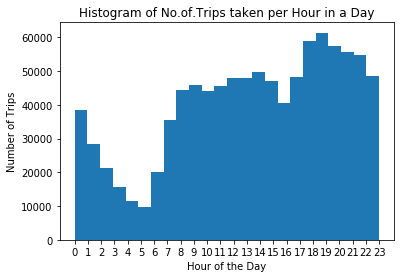 Histogram of No.of.Trips taken per Hour in a Day
60000
50000
40000
30000
20000
10000
0
Number of Trips
0 1 2 3 4 5 6 7 8 9 10 11 12 13 14 15 16 17 18 19 20 21 22 23
Hour of the Day